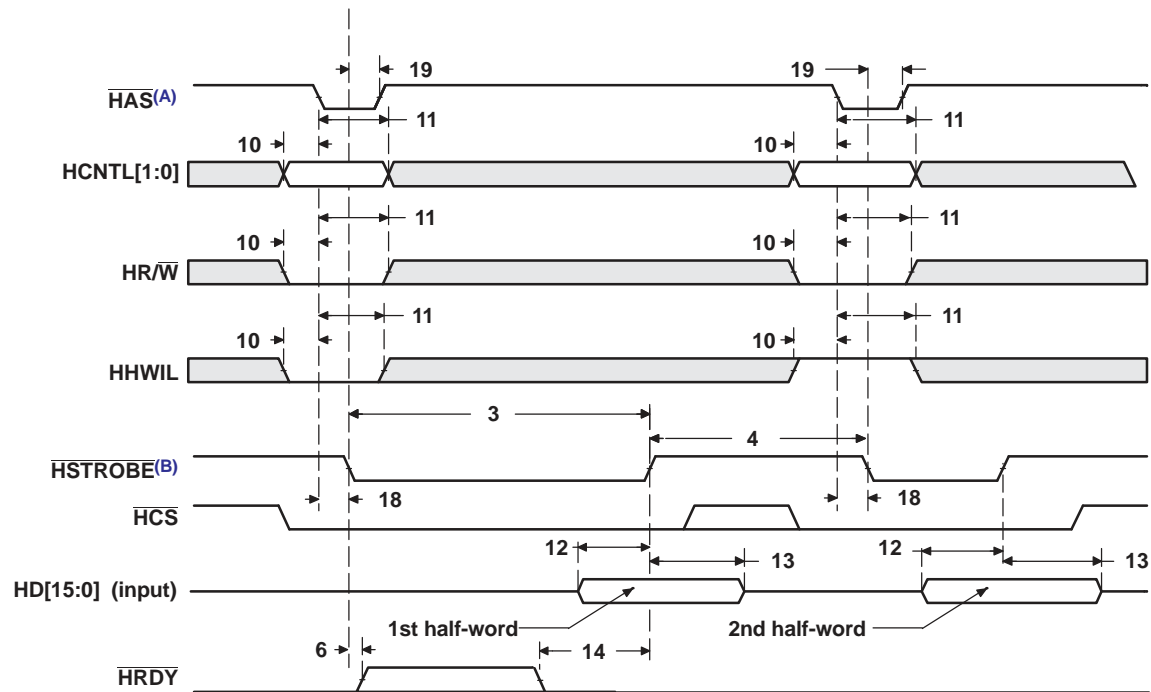 19 19
HAS(A)
11 11
10 10
HCNTL[1:0]
11 11
10 10
HR/W
11 11
10 10
HHWIL
3
4
HSTROBE(B)
18 18
HCS
12 12
13 13
HD[15:0] (input)
1st half-word 2nd half-word
6 14
HRDY